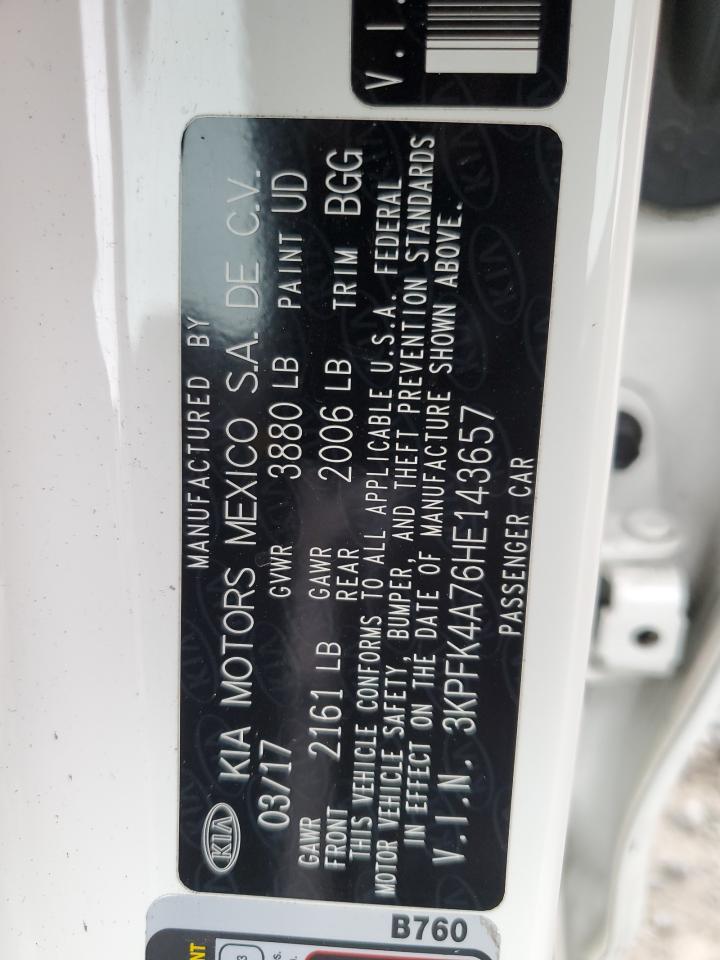 V.I.
MANUFACTURED BY
KIA KIA MOTORS MEXICO S.A. DE C.V.
03/17 GVWR 3880 LB PAINT UD
GAWR FRONT 2161 LB GAWR REAR 2006 LB TRIM BGG
THIS VEHICLE CONFORMS TO ALL APPLICABLE U.S.A. FEDERAL
MOTOR VEHICLE SAFETY, BUMPER, AND THEFT PREVENTION STANDARDS
IN EFFECT ON THE DATE OF MANUFACTURE SHOWN ABOVE.
V.I.N. 3KPFK4A76HE143657
PASSENGER CAR
B760